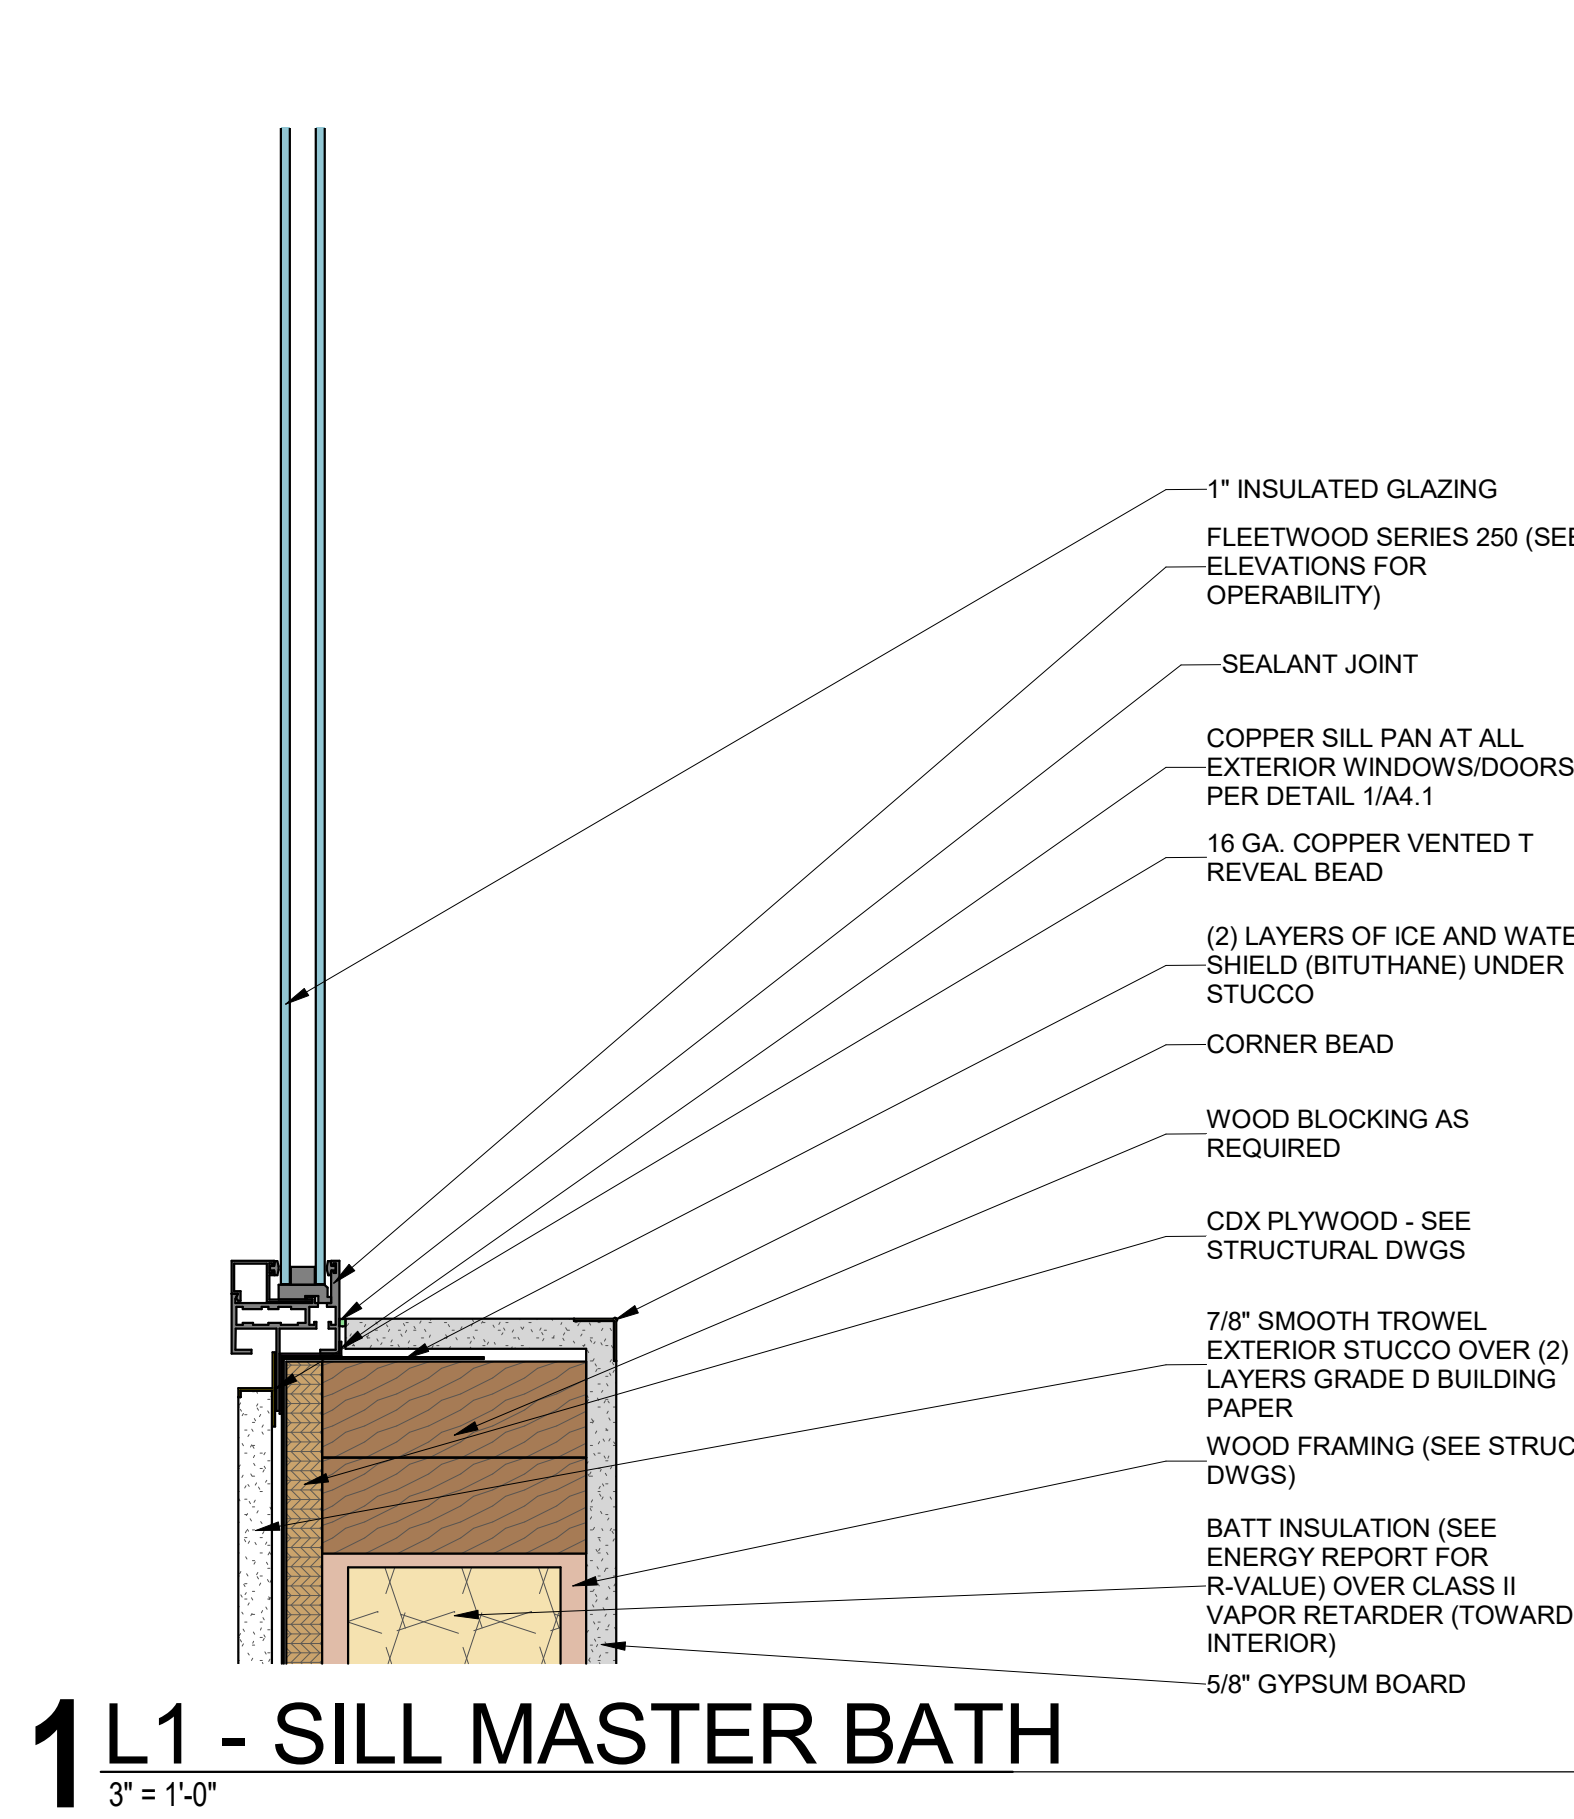 1" INSULATED GLAZING
FLEETWOOD SERIES 250 (SEE
ELEVATIONS FOR
OPERABILITY)
SEALANT JOINT
COPPER SILL PAN AT ALL
EXTERIOR WINDOWS/DOORS
PER DETAIL 1/A4.1
16 GA. COPPER VENTED T
REVEAL BEAD
(2) LAYERS OF ICE AND WATE
SHIELD (BITUTHANE) UNDER
STUCCO
CORNER BEAD
WOOD BLOCKING AS
REQUIRED
CDX PLYWOOD - SEE
STRUCTURAL DWGS
7/8" SMOOTH TROWEL
EXTERIOR STUCCO OVER (2)
LAYERS GRADE D BUILDING
PAPER
WOOD FRAMING (SEE STRUC
DWGS)
BATT INSULATION (SEE
ENERGY REPORT FOR
R-VALUE) OVER CLASS II
VAPOR RETARDER (TOWARD
INTERIOR)
5/8" GYPSUM BOARD
1 L1 - SILL MASTER BATH
3" = 1'-0"